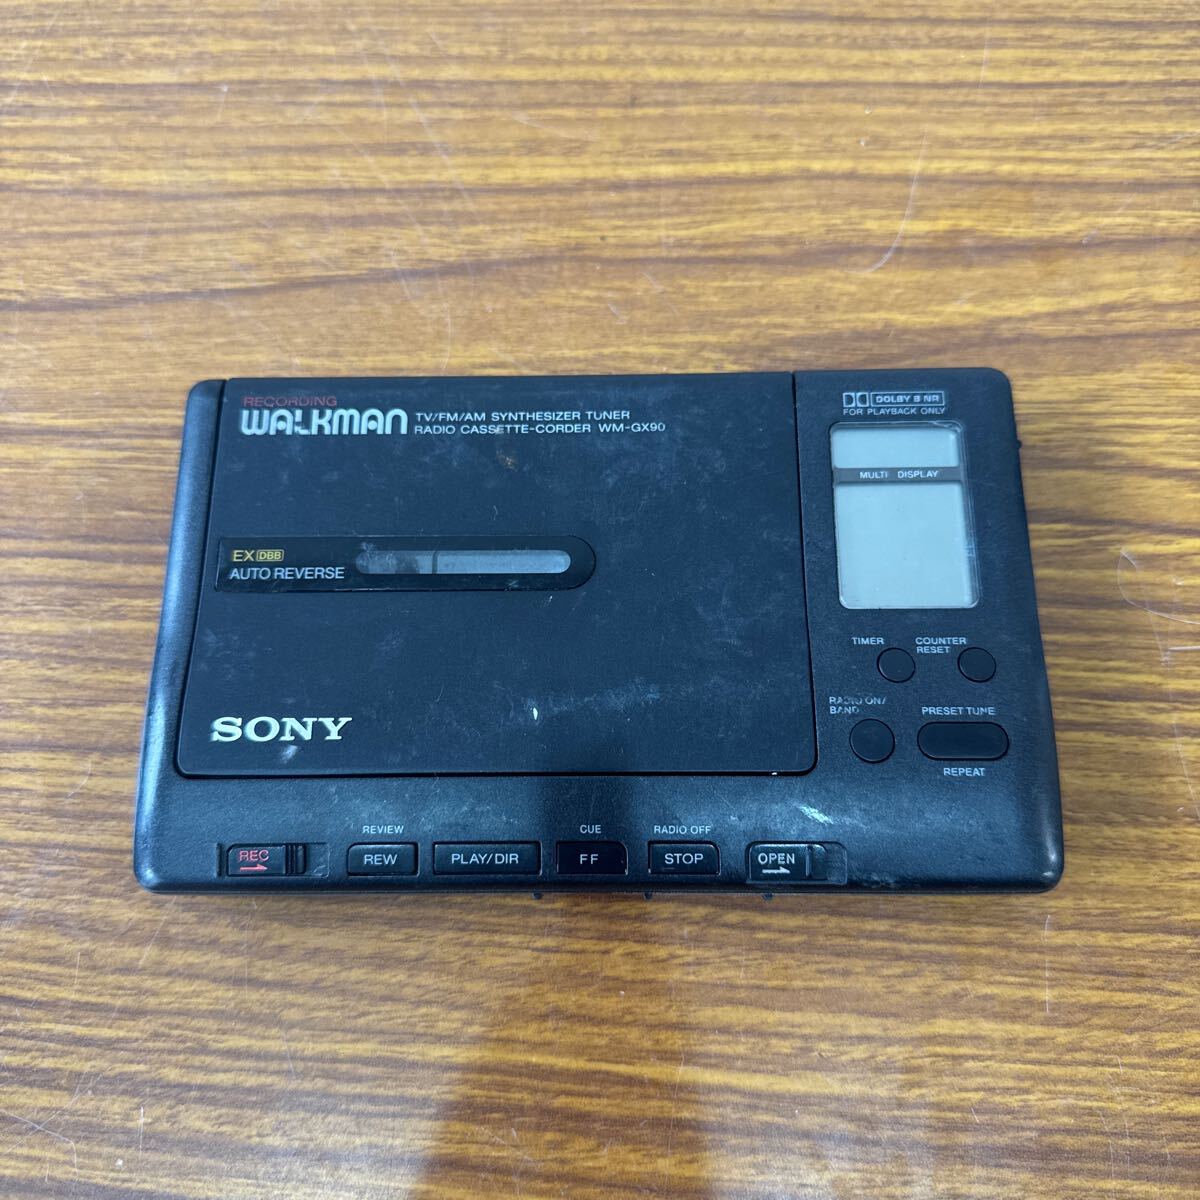 RECORDING
WALKMAN TV/FM/AM SYNTHESIZER TUNER
RADIO CASSETTE-CORDER WM-GX90
DOLBY B NR
FOR PLAYBACK ONLY
MULTI DISPLAY
EX DBB
AUTO REVERSE
TIMER
COUNTER
RESET
RADIO ON/
BAND
PRESET TUNE
REPEAT
SONY
REVIEW
CUE
RADIO OFF
REC
REW
PLAY/DIR
FF
STOP
OPEN